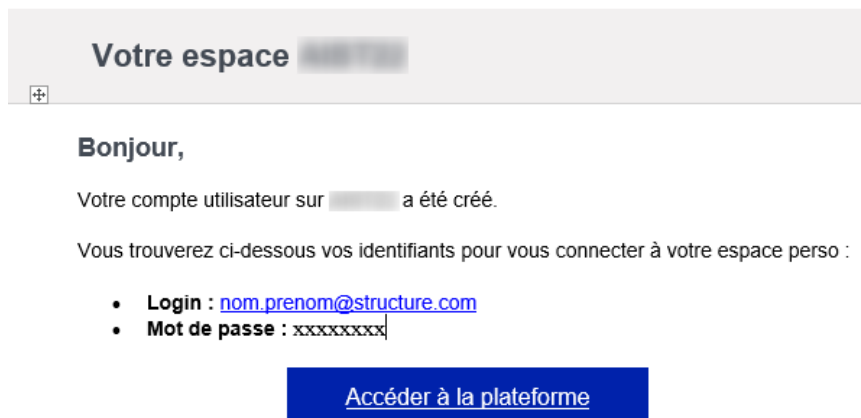 Votre espace
Bonjour,
Votre compte utilisateur sur a été créé.
Vous trouverez ci-dessous vos identifiants pour vous connecter à votre espace perso :
• Login : nom.prenom@structure.com
• Mot de passe : xxxxxxxx
Accéder à la plateforme